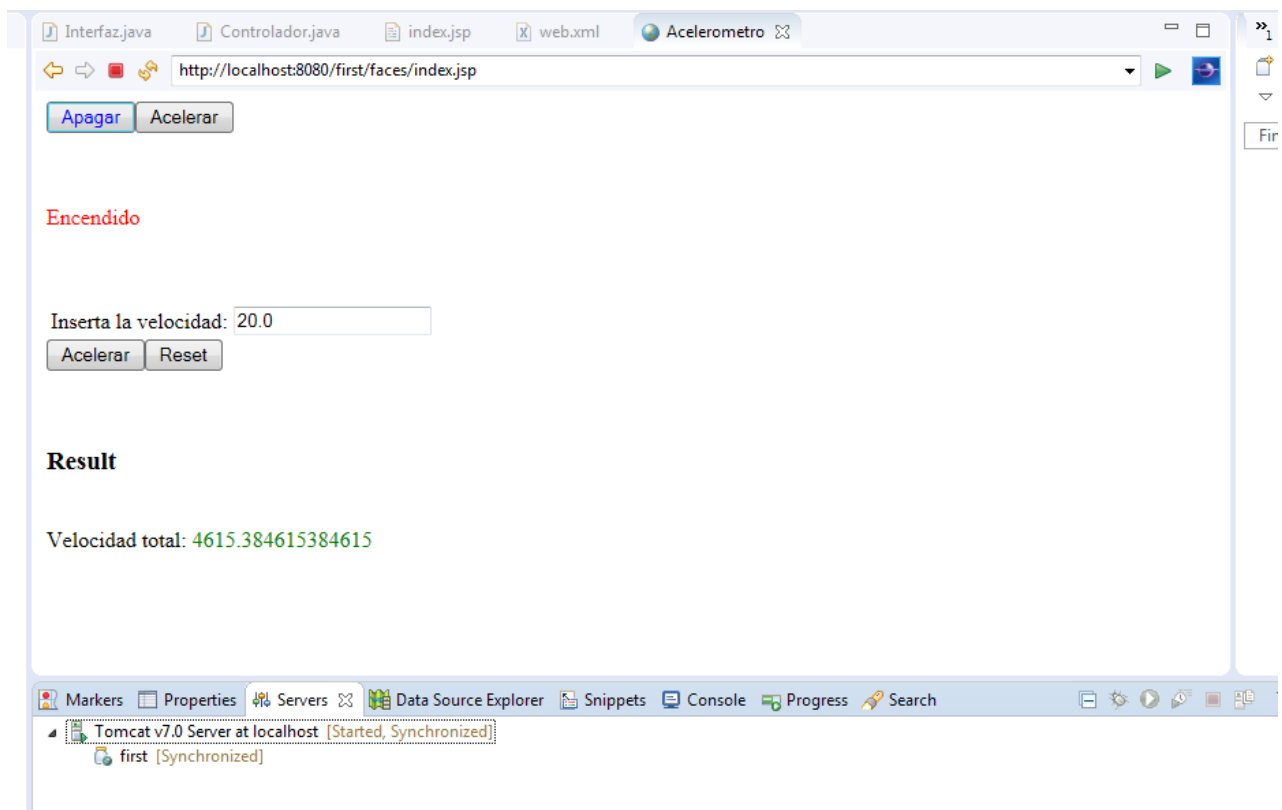 Interfaz.java Controlador.java index.jsp web.xml Acelerometro
»1
http://localhost:8080/first/faces/index.jsp
Apagar Acelerar
Fir
Encendido
Inserta la velocidad: 20.0
Acelerar Reset
Result
Velocidad total: 4615.384615384615
Markers Properties Servers Data Source Explorer Snippets Console Progress Search
Tomcat v7.0 Server at localhost [Started, Synchronized]
first [Synchronized]